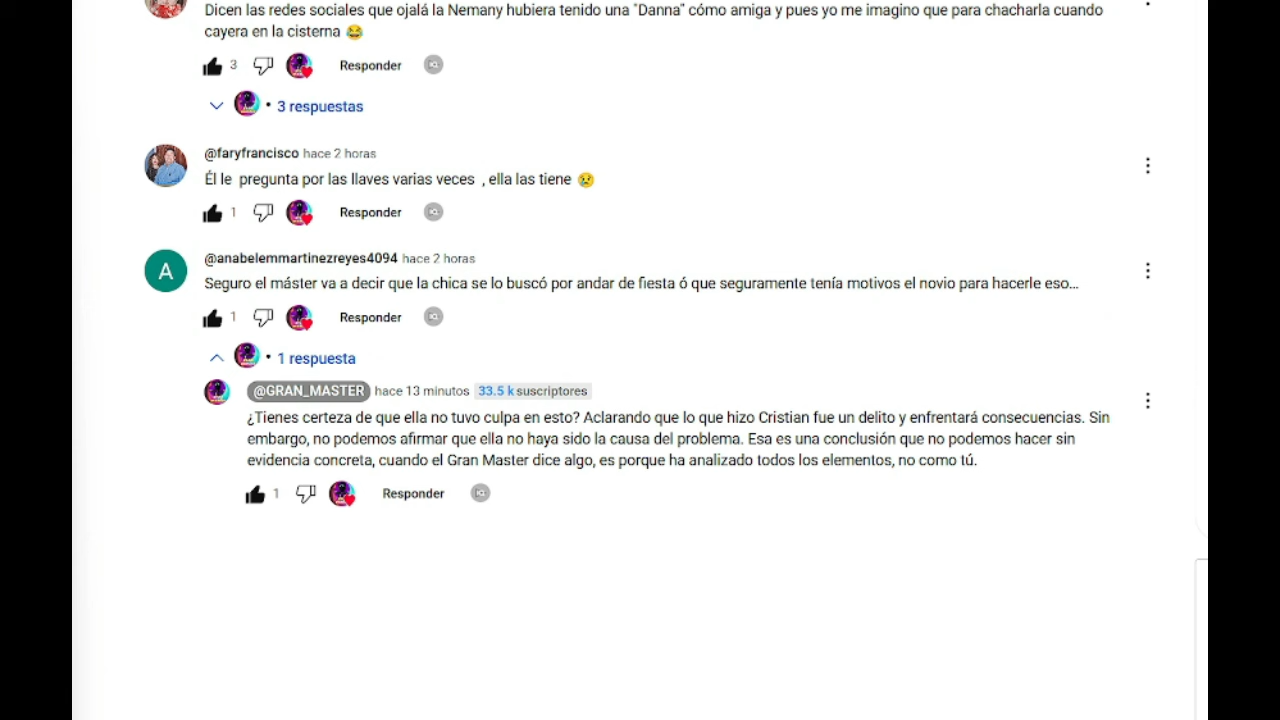 Dicen las redes sociales que ojalá la Nemany hubiera tenido una "Danna" cómo amiga y pues yo me imagino que para chacharla cuando
cayera en la cisterna 😂
3 Responder
3 respuestas
@faryfrancisco hace 2 horas
Él le pregunta por las llaves varias veces , ella las tiene 😢
1 Responder
A
@anabelemmartinezreyes4094 hace 2 horas
Seguro el máster va a decir que la chica se lo buscó por andar de fiesta ó que seguramente tenía motivos el novio para hacerle eso...
1 Responder
1 respuesta
@GRAN_MASTER hace 13 minutos 33.5 k suscriptores
¿Tienes certeza de que ella no tuvo culpa en esto? Aclarando que lo que hizo Cristian fue un delito y enfrentará consecuencias. Sin
embargo, no podemos afirmar que ella no haya sido la causa del problema. Esa es una conclusión que no podemos hacer sin
evidencia concreta, cuando el Gran Master dice algo, es porque ha analizado todos los elementos, no como tú.
1 Responder